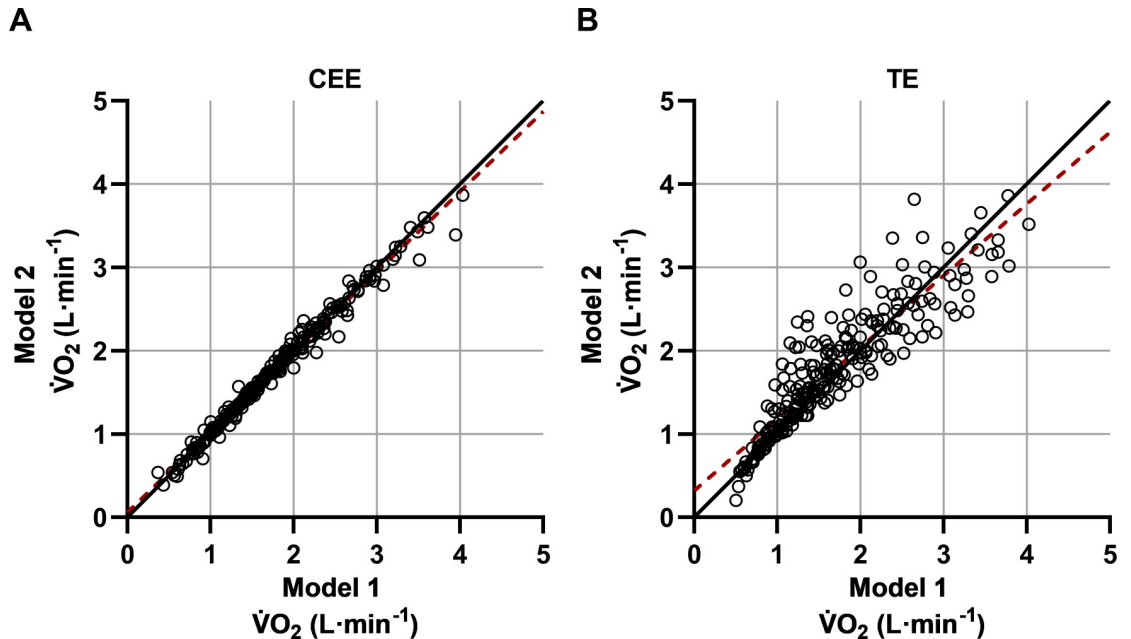 A
CEE
5
4
3
2
1
0
Model 2
V̇O₂ (L·min⁻¹)
0 1 2 3 4 5
Model 1
V̇O₂ (L·min⁻¹)
B
TE
5
4
3
2
1
0
Model 2
V̇O₂ (L·min⁻¹)
0 1 2 3 4 5
Model 1
V̇O₂ (L·min⁻¹)